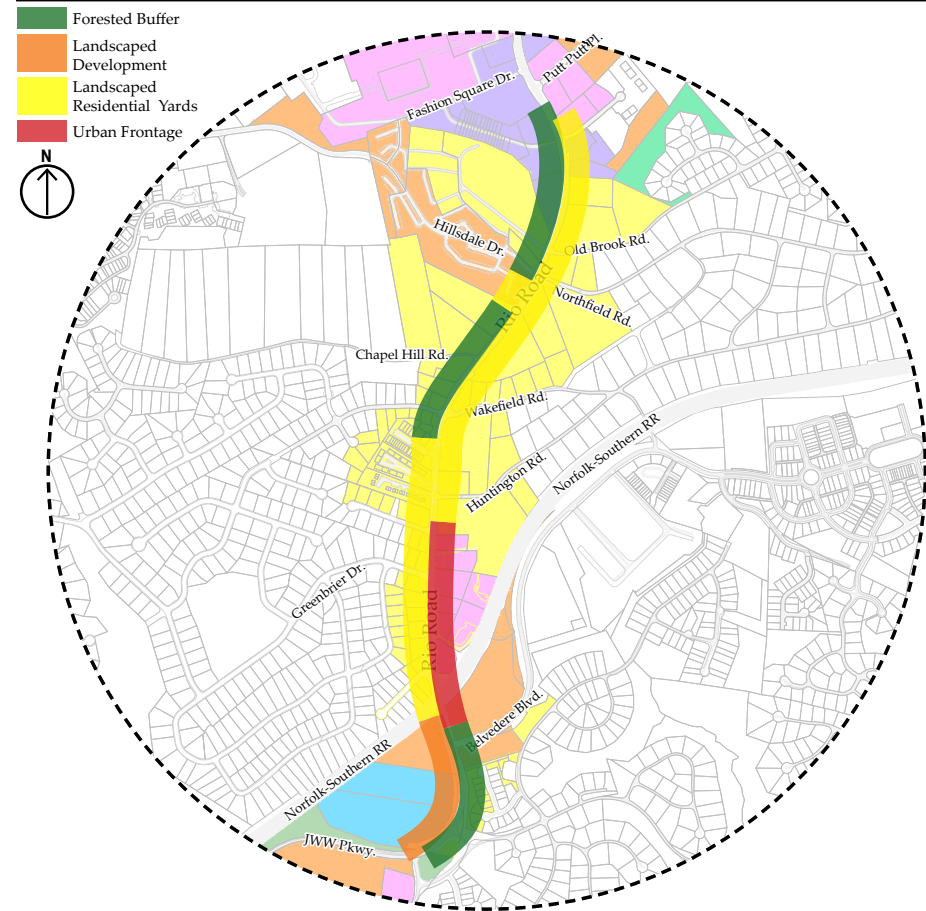 Forested Buffer
Landscaped
Development
Landscaped
Residential Yards
Urban Frontage
N
Putt Putt Pl.
Fashion Square Dr.
Hillsdale Dr.
Old Brook Rd.
Rio Road
Northfield Rd.
Chapel Hill Rd.
Wakefield Rd.
Norfolk-Southern RR
Huntington Rd.
Greenbrier Dr.
Rio Road
Belvedere Blvd.
Norfolk-Southern RR
JWW Pkwy.